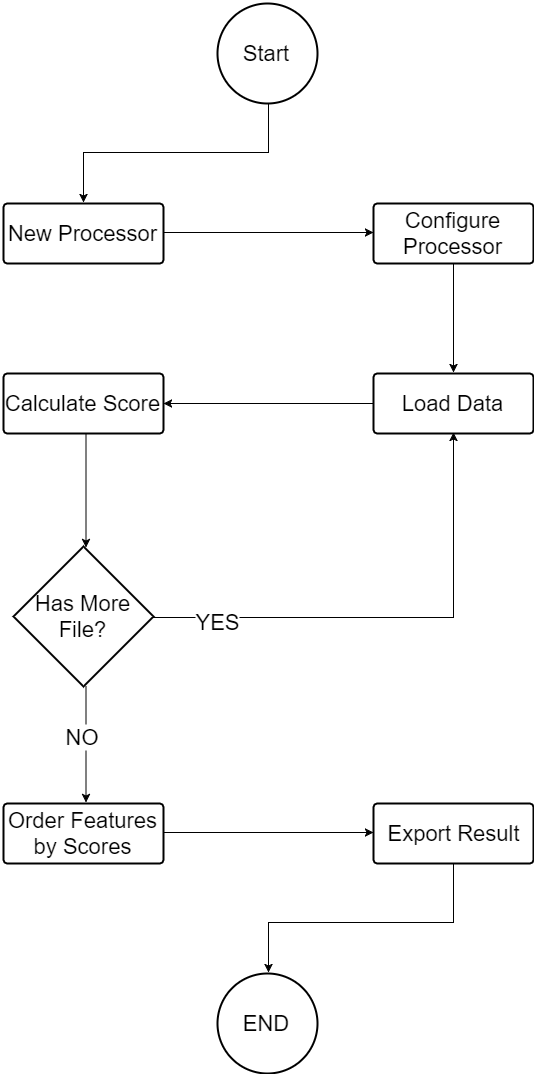 Start
New Processor
Configure
Processor
Calculate Score
Load Data
Has More
File?
YES
NO
Order Features
by Scores
Export Result
END